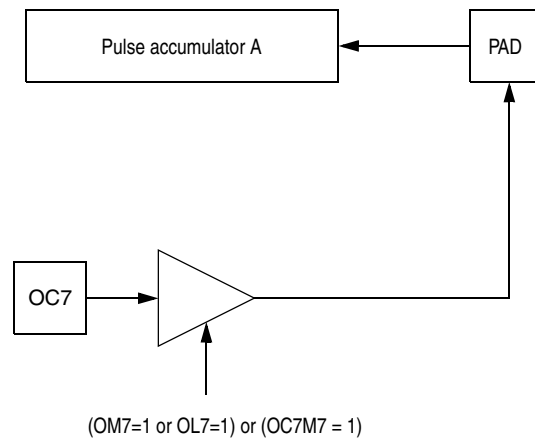 Pulse accumulator A
PAD
OC7
(OM7=1 or OL7=1) or (OC7M7 = 1)